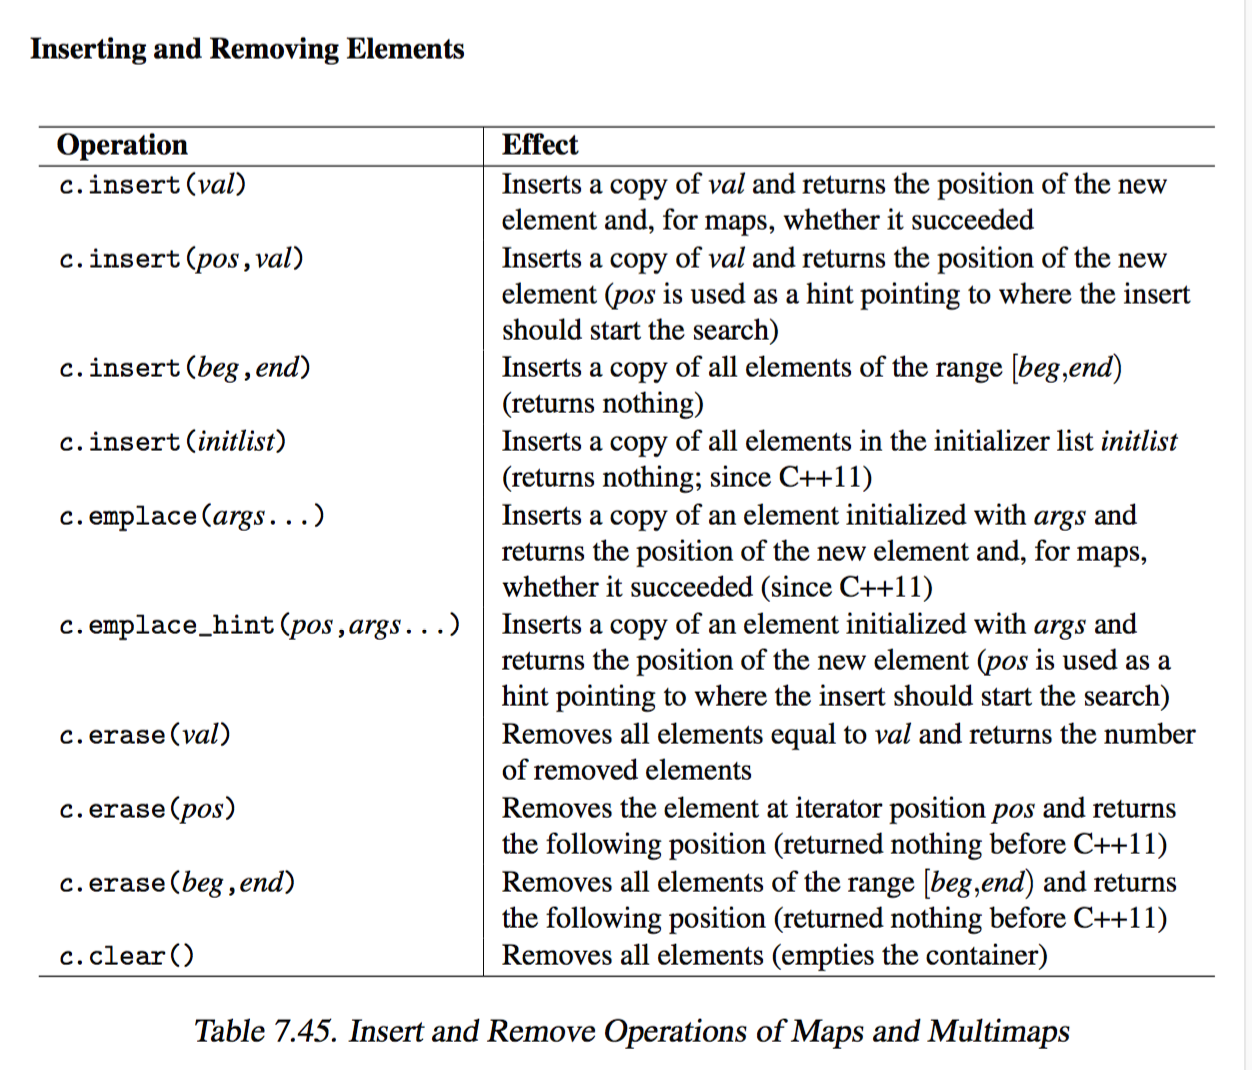 Inserting and Removing Elements
Operation Effect
c.insert(val) Inserts a copy of val and returns the position of the new
element and, for maps, whether it succeeded
c.insert(pos,val) Inserts a copy of val and returns the position of the new
element (pos is used as a hint pointing to where the insert
should start the search)
c.insert(beg,end) Inserts a copy of all elements of the range [beg,end)
(returns nothing)
c.insert(initlist) Inserts a copy of all elements in the initializer list initlist
(returns nothing; since C++11)
c.emplace(args...) Inserts a copy of an element initialized with args and
returns the position of the new element and, for maps,
whether it succeeded (since C++11)
c.emplace_hint(pos,args...) Inserts a copy of an element initialized with args and
returns the position of the new element (pos is used as a
hint pointing to where the insert should start the search)
c.erase(val) Removes all elements equal to val and returns the number
of removed elements
c.erase(pos) Removes the element at iterator position pos and returns
the following position (returned nothing before C++11)
c.erase(beg,end) Removes all elements of the range [beg,end) and returns
the following position (returned nothing before C++11)
c.clear() Removes all elements (empties the container)
Table 7.45. Insert and Remove Operations of Maps and Multimaps